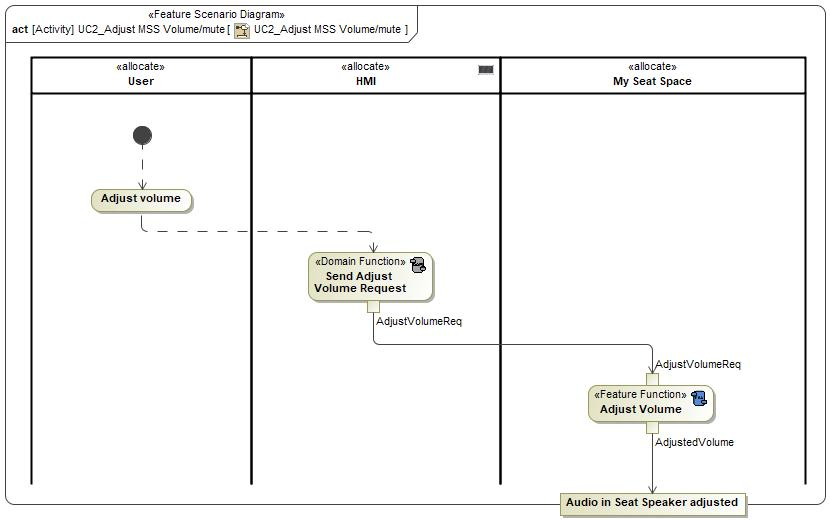 «Feature Scenario Diagram»
act [Activity] UC2_Adjust MSS Volume/mute [ UC2_Adjust MSS Volume/mute ]
«allocate»
User
«allocate»
HMI
«allocate»
My Seat Space
Adjust volume
«Domain Function»
Send Adjust
Volume Request
AdjustVolumeReq
AdjustVolumeReq
«Feature Function»
Adjust Volume
AdjustedVolume
Audio in Seat Speaker adjusted